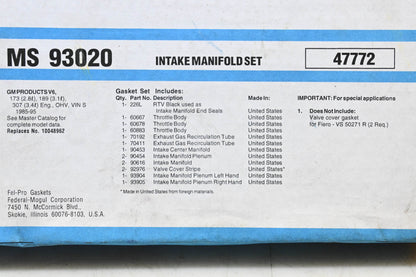 MS 93020
INTAKE MANIFOLD SET
47772
GM PRODUCTS V6,
173 (2.8ℓ), 189 (3.1ℓ),
307 (3,4ℓ) Eng., OHV, VIN S
1985-95
See Master Catalog for
complete model data.
Replaces No. 10048962
Gasket Set Includes:
Qty. Part No. Description Made in:
1- 226L RTV Black used as
Intake Manifold End Seals United States
1- 60667 Throttle Body United States
1- 60678 Throttle Body United States
1- 60883 Throttle Body United States
1- 70192 Exhaust Gas Recirculation Tube United States
1- 70411 Exhaust Gas Recirculation Tube United States
1- 90453 Intake Center Manifold United States
2- 90454 Intake Manifold Plenum United States
2- 90616 Intake Manifold United States
2- 92976 Valve Cover Stripe United States*
1- 93904 Intake Manifold Plenum Left Hand United States
1- 93905 Intake Manifold Plenum Right Hand United States
* Made in United States from foreign materials.
IMPORTANT: For special applications
1. Does Not Include:
Valve cover gasket
for Fiero - VS 50271 R (2 Req.)
Fel-Pro Gaskets
Federal-Mogul Corporation
7450 N. McCormick Blvd.
Skokie, Illinois 60076-8103, U.S.A.